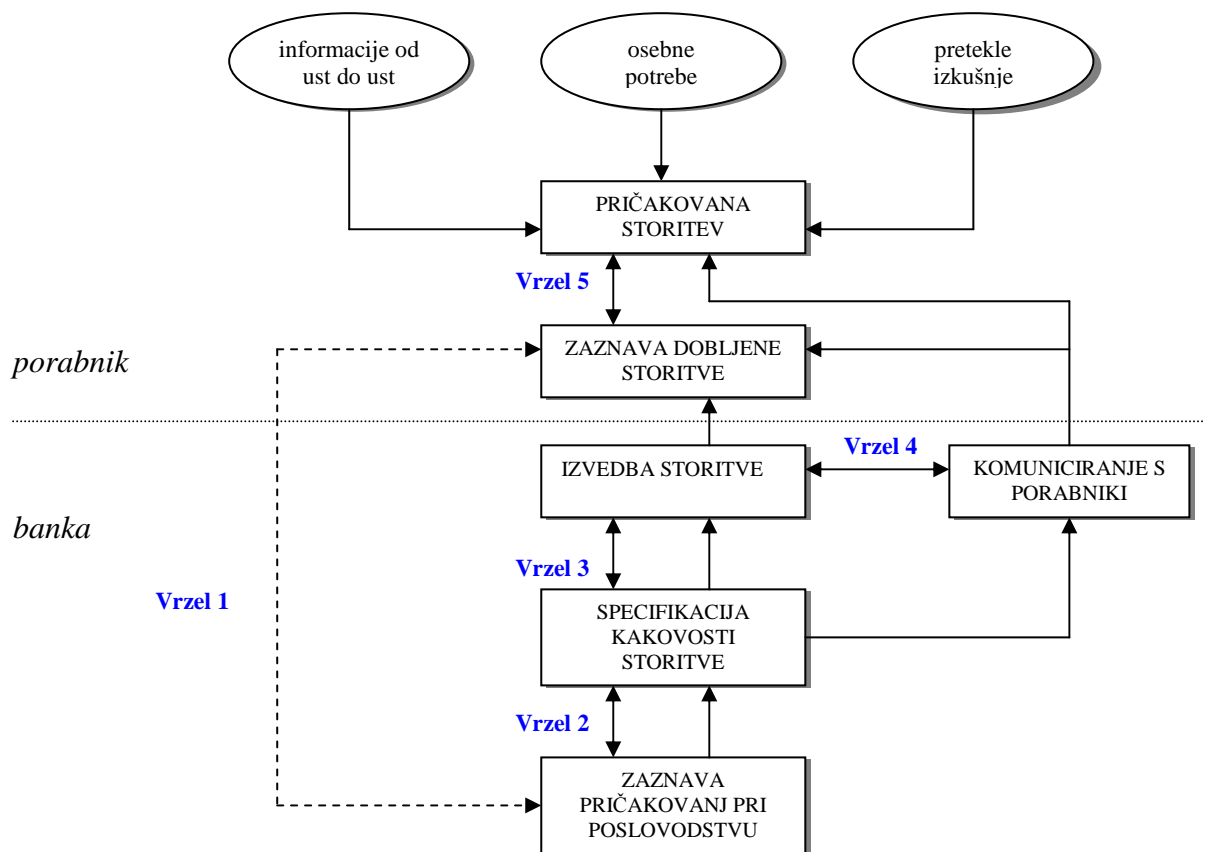 informacije od
ust do ust
osebne
potrebe
pretekle
izkušnje
PRIČAKOVANA
STORITEV
Vrzel 5
ZAZNAVA DOBLJENE
STORITVE
porabnik
IZVEDBA STORITVE
Vrzel 4
KOMUNICIRANJE S
PORABNIKI
banka
Vrzel 3
Vrzel 1
SPECIFIKACIJA
KAKOVOSTI
STORITVE
Vrzel 2
ZAZNAVA
PRIČAKOVANJ PRI
POSLOVODSTVU